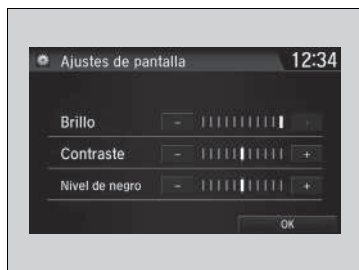 Ajustes de pantalla 12:34
Brillo -
Contraste - +
Nivel de negro - +
OK